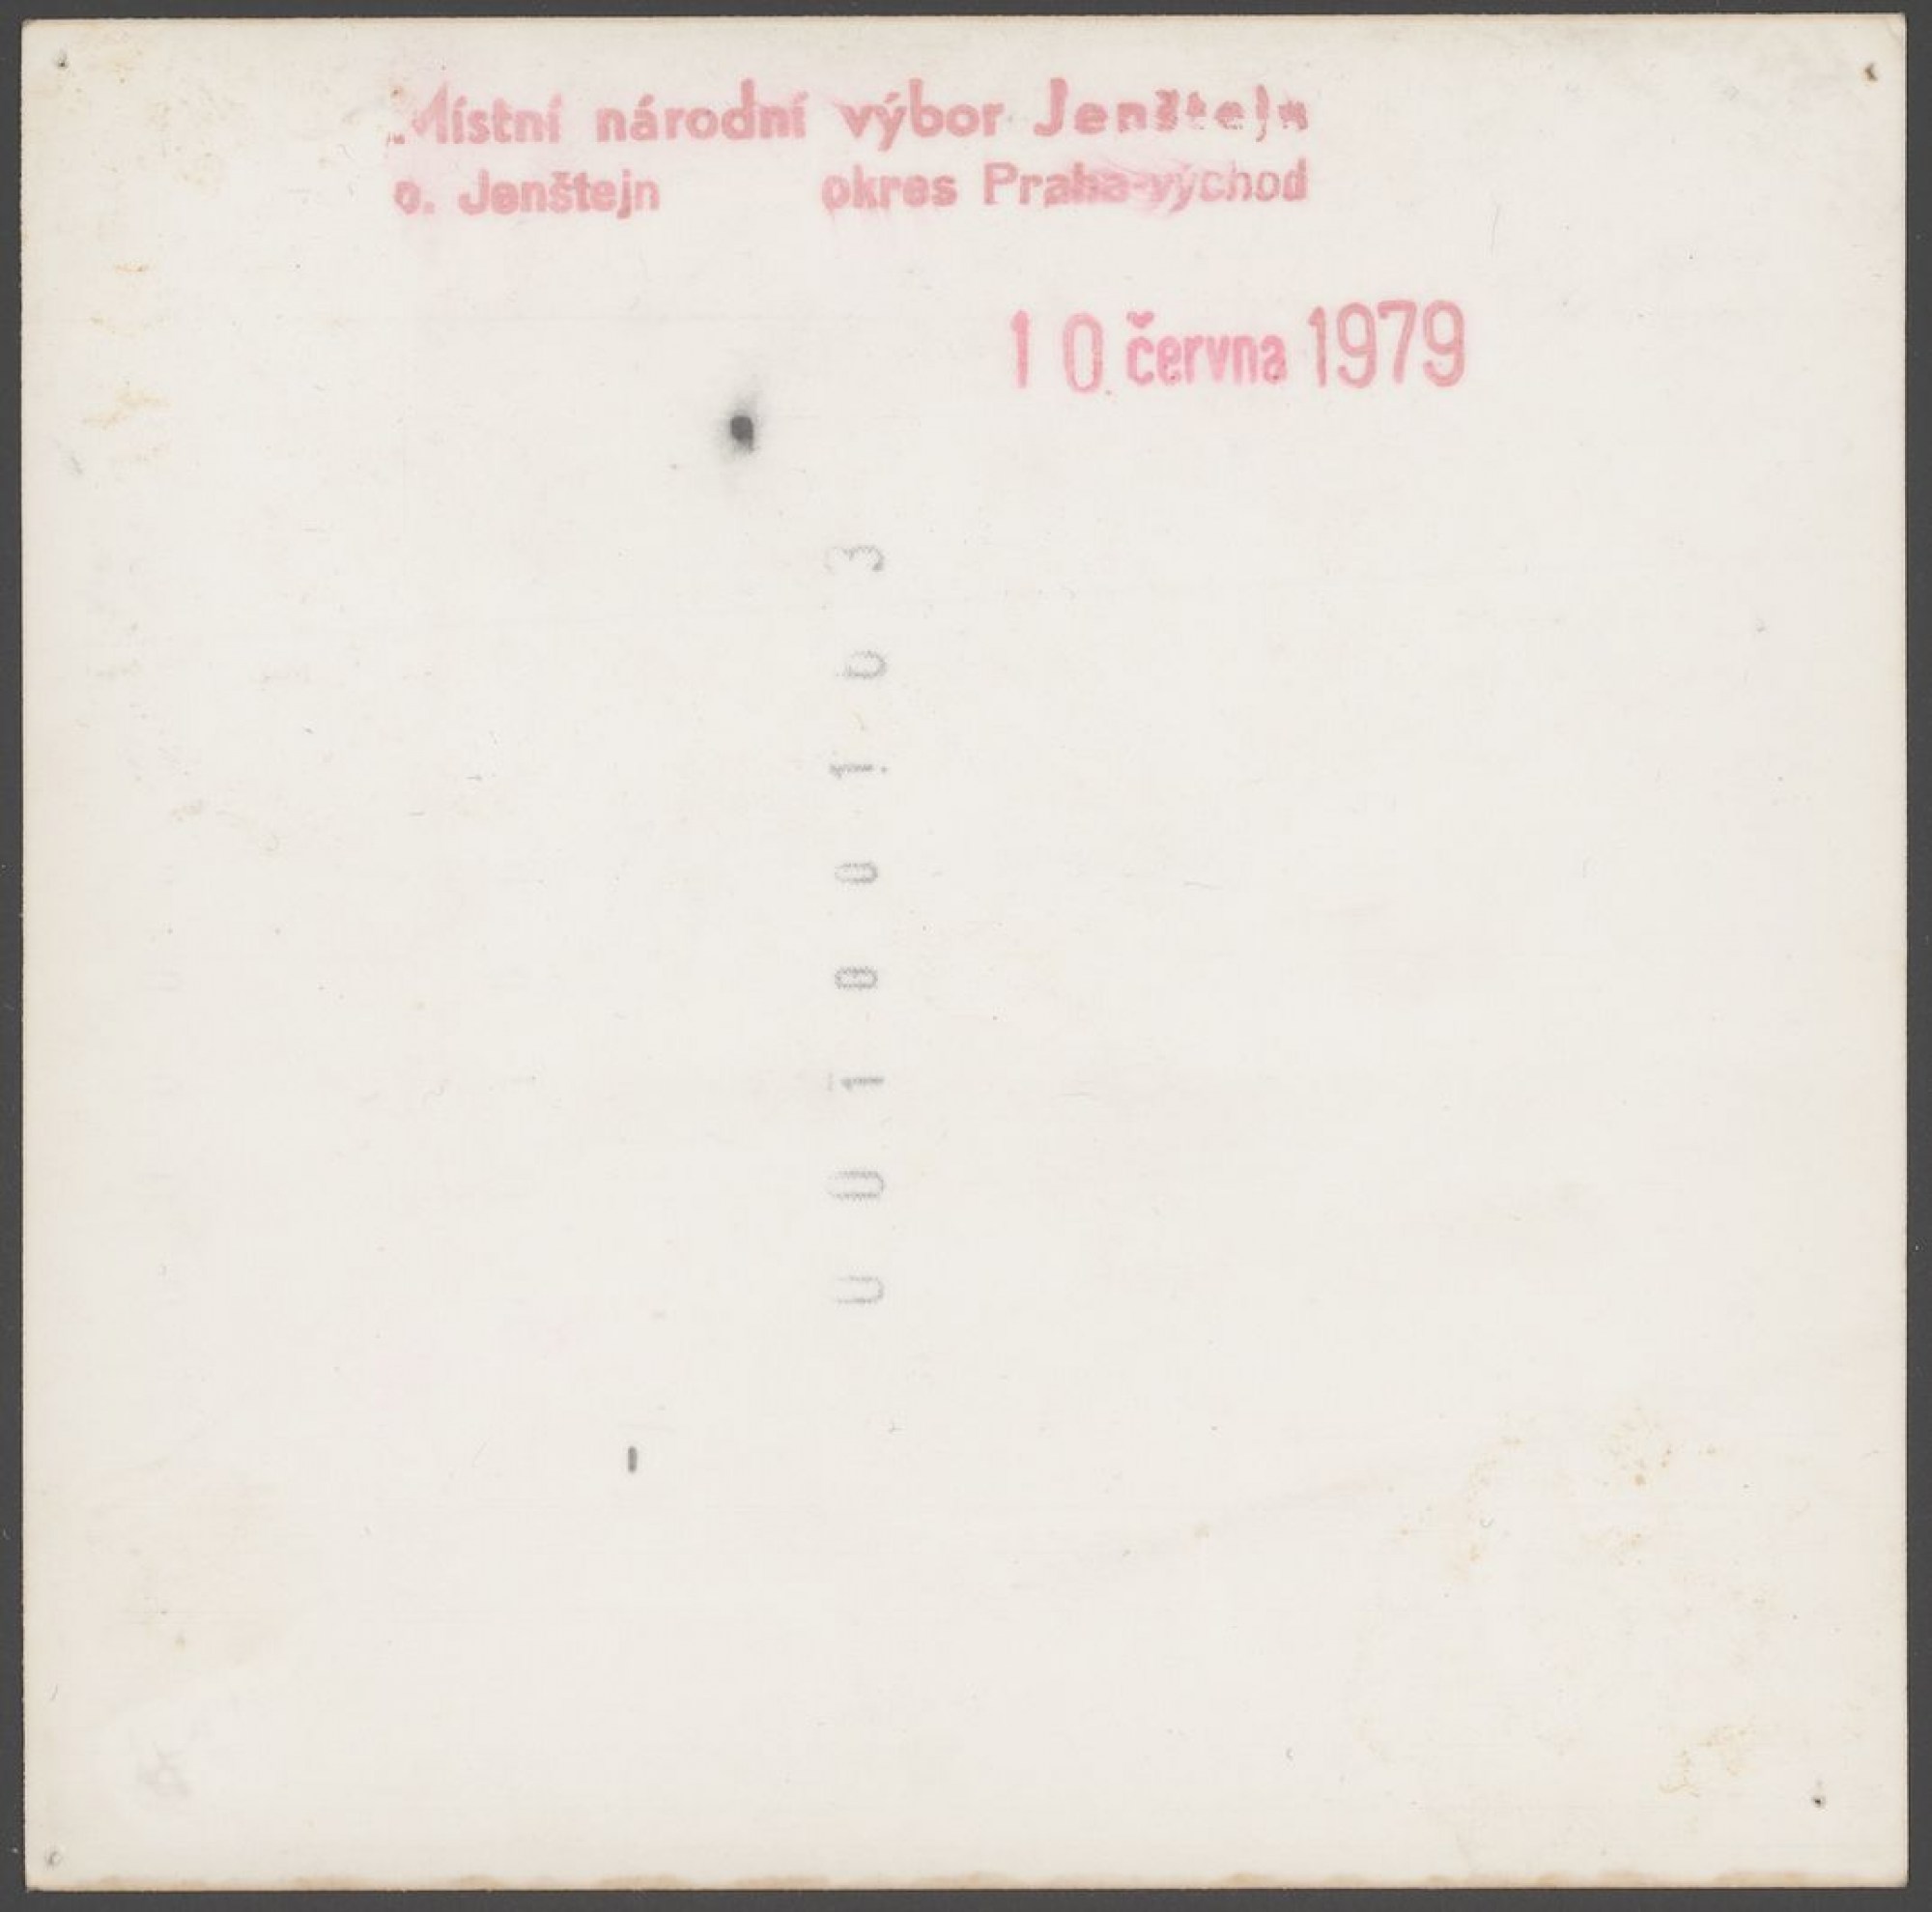 Místní národní výbor Jenštejn
p. Jenštejn okres Praha-východ
10. června 1979